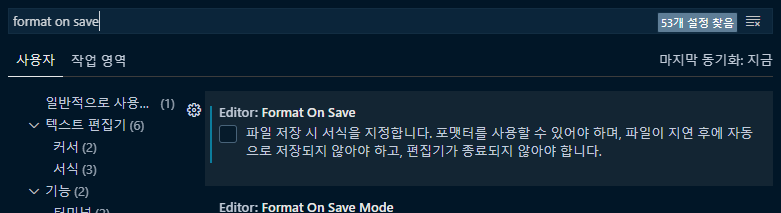 format on save
53개 설정 찾음
사용자 작업 영역
마지막 동기화: 지금
일반적으로 사용... (1)
텍스트 편집기 (6)
커서 (2)
서식 (3)
기능 (2)
터미널 (2)
Editor: Format On Save
파일 저장 시 서식을 지정합니다. 포맷터를 사용할 수 있어야 하며, 파일이 지연 후에 자동
으로 저장되지 않아야 하고, 편집기가 종료되지 않아야 합니다.
Editor: Format On Save Mode